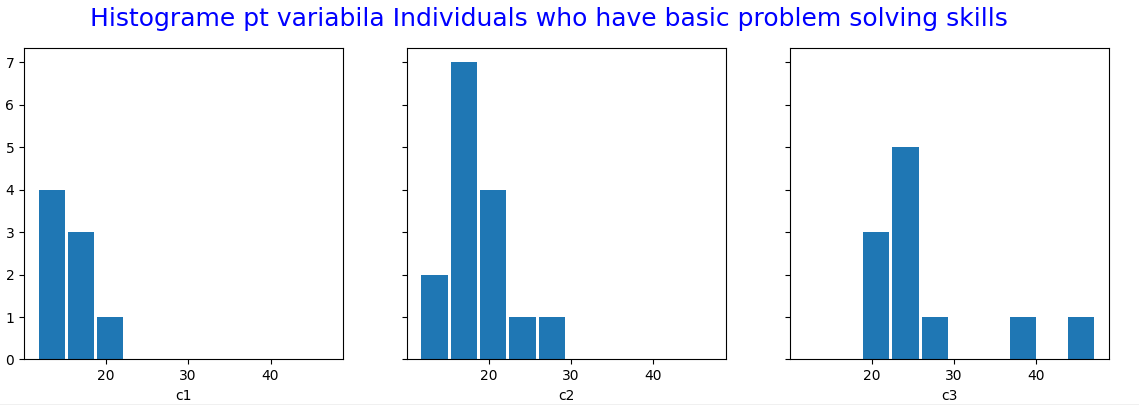 Histograme pt variabila Individuals who have basic problem solving skills
7
6
5
4
3
2
1
0
20 30 40
20 30 40
20 30 40
c1
c2
c3